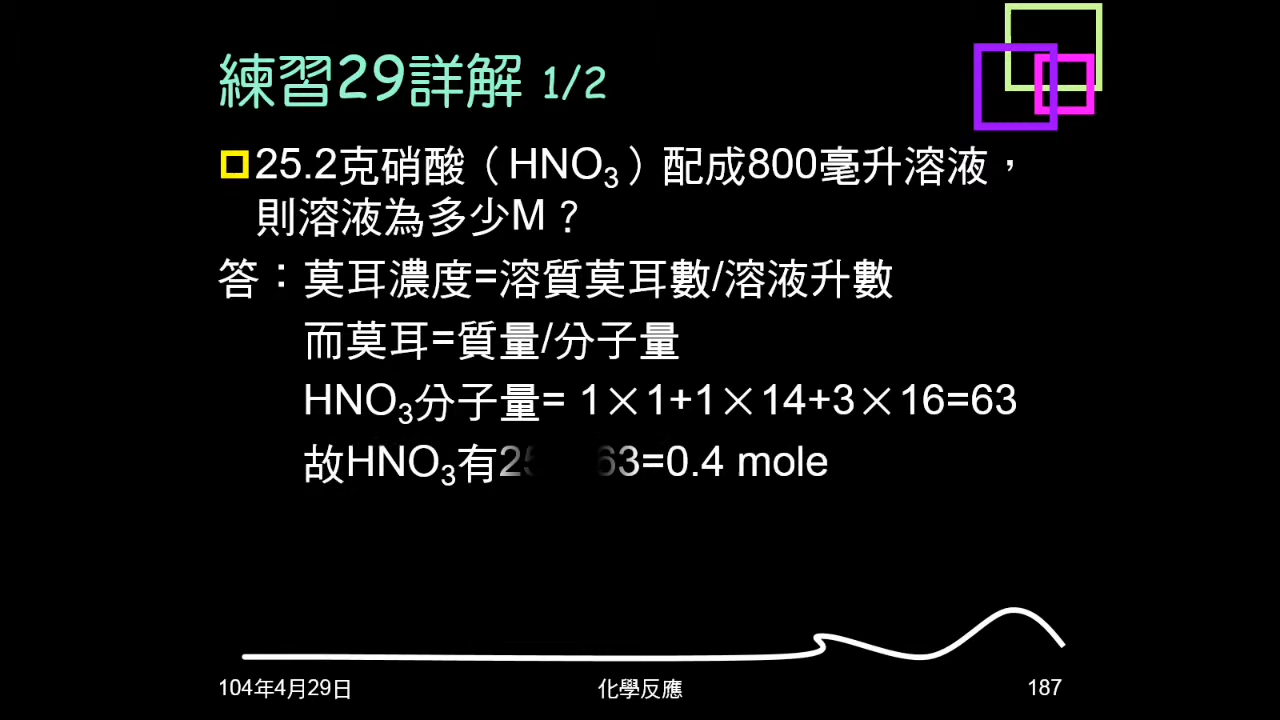 練習29詳解 1/2
25.2克硝酸（HNO₃）配成800毫升溶液，
則溶液為多少M？
答：莫耳濃度=溶質莫耳數/溶液升數
而莫耳=質量/分子量
HNO₃分子量= 1×1+1×14+3×16=63
故HNO₃有2 63=0.4 mole
104年4月29日
化學反應
187